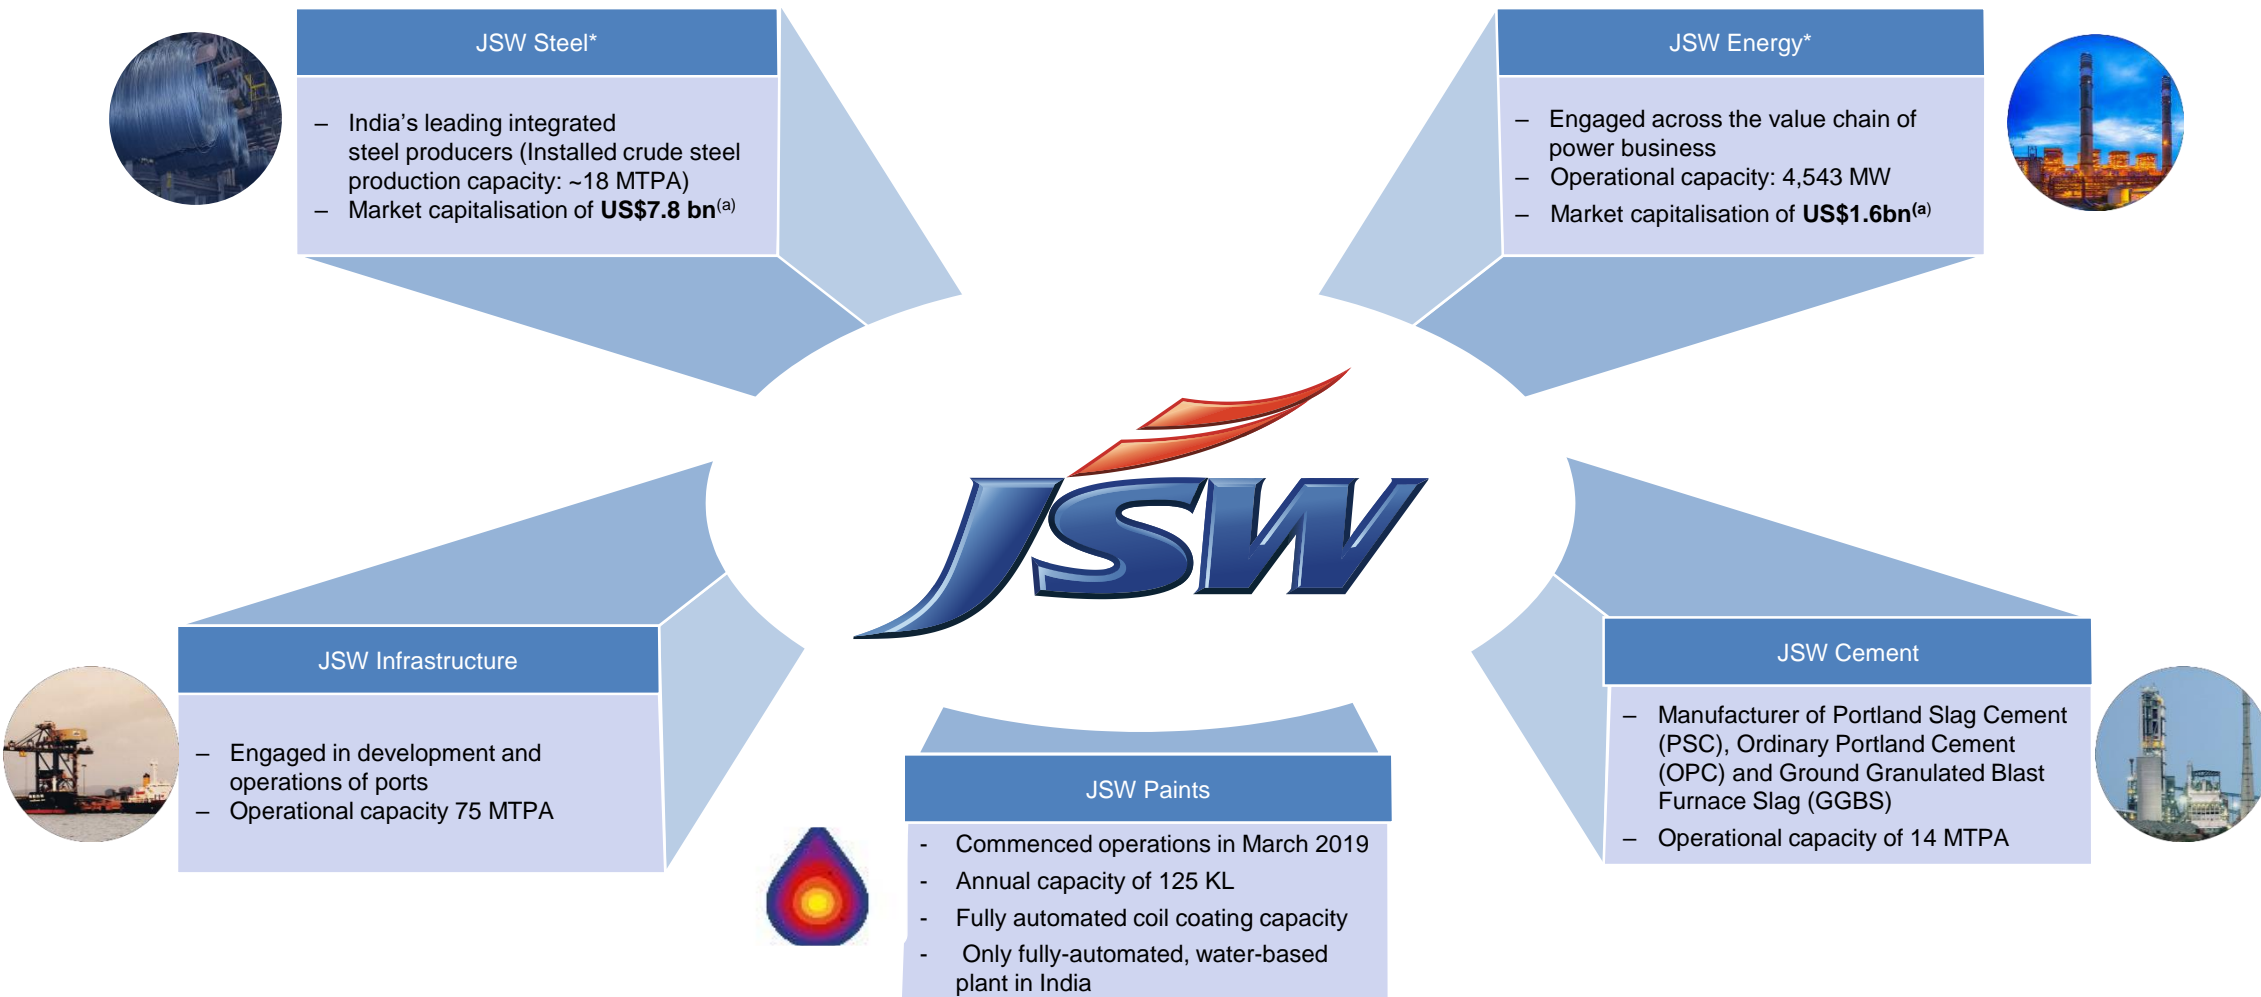 JSW Steel*
– India's leading integrated
steel producers (Installed crude steel
production capacity: ~18 MTPA)
– Market capitalisation of US$7.8 bn(a)
JSW Energy*
– Engaged across the value chain of
power business
– Operational capacity: 4,543 MW
– Market capitalisation of US$1.6bn(a)
JSW
JSW Infrastructure
– Engaged in development and
operations of ports
– Operational capacity 75 MTPA
JSW Paints
- Commenced operations in March 2019
- Annual capacity of 125 KL
- Fully automated coil coating capacity
- Only fully-automated, water-based
plant in India
JSW Cement
– Manufacturer of Portland Slag Cement
(PSC), Ordinary Portland Cement
(OPC) and Ground Granulated Blast
Furnace Slag (GGBS)
– Operational capacity of 14 MTPA